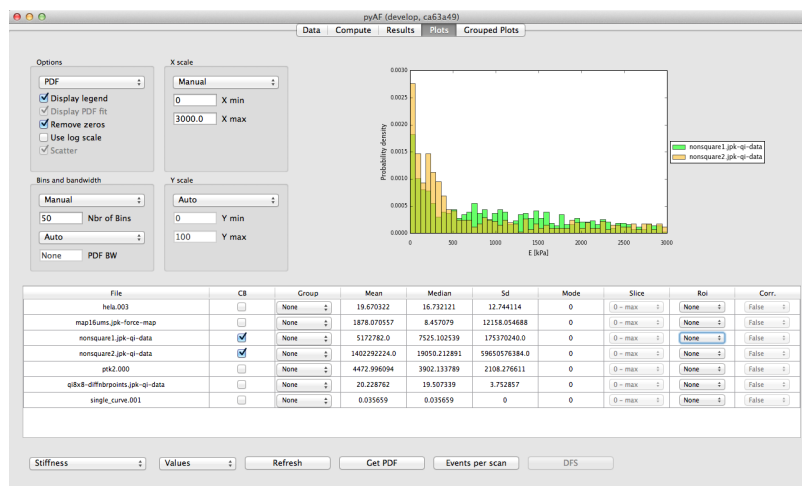 pyAF (develop, ca63a49)
Data Compute Results Plots Grouped Plots
Options
PDF
Display legend
Display PDF fit
Remove zeros
Use log scale
Scatter
X scale
Manual
0 X min
3000.0 X max
Bins and bandwidth
Manual
50 Nbr of Bins
Auto
None PDF BW
Y scale
Auto
0 Y min
100 Y max
Probability density
0.0030
0.0025
0.0020
0.0015
0.0010
0.0005
0.0000
0 500 1000 1500 2000 2500 3000
E [kPa]
nonsquare1.jpk-qi-data
nonsquare2.jpk-qi-data
File CB Group Mean Median Sd Mode Slice Roi Corr.
hela.003 None 19.670322 16.732121 12.744114 0 0 - max None False
map16ums.jpk-force-map None 1878.070557 8.457079 12158.054688 0 0 - max None False
nonsquare1.jpk-qi-data None 5172782.0 7525.102539 175370240.0 0 0 - max None False
nonsquare2.jpk-qi-data None 1402292224.0 19050.212891 59650576384.0 0 0 - max None False
ptk2.000 None 4472.996094 3902.133789 2108.276611 0 0 - max None False
qi8x8-diffnbrpoints.jpk-qi-data None 20.228762 19.507339 3.752857 0 0 - max None False
single_curve.001 None 0.035659 0.035659 0 0 0 - max None False
Stiffness Values Refresh Get PDF Events per scan DFS